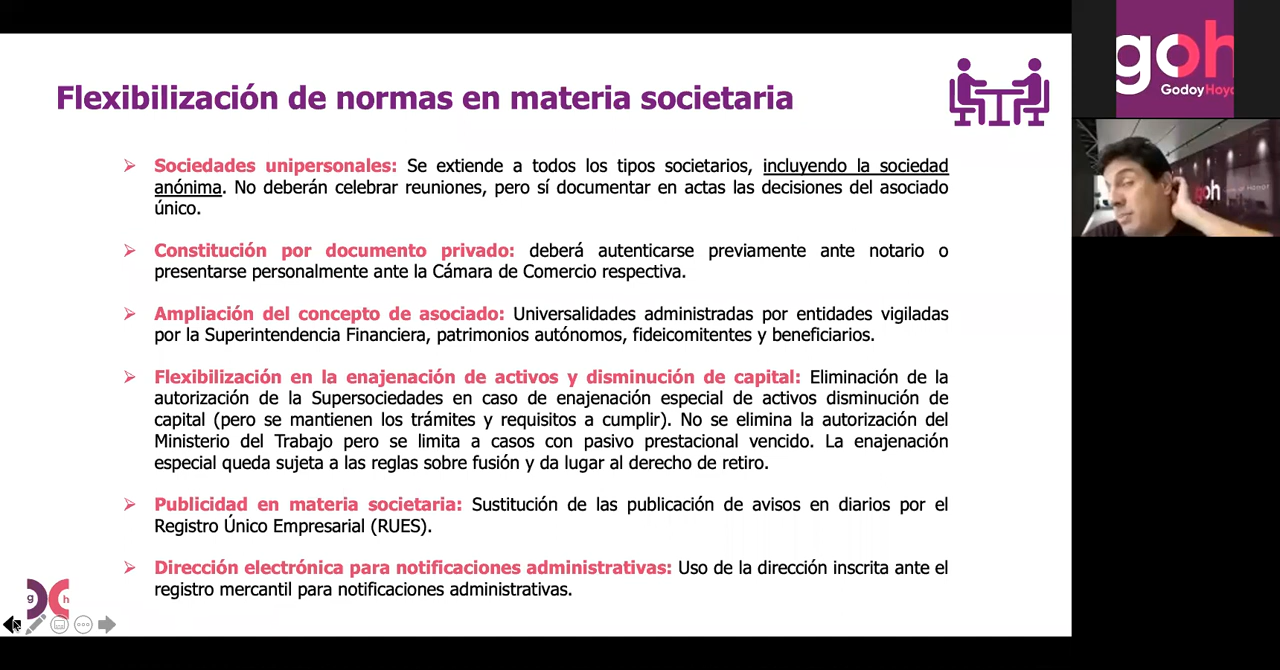 Flexibilización de normas en materia societaria
Sociedades unipersonales: Se extiende a todos los tipos societarios, incluyendo la sociedad
anónima. No deberán celebrar reuniones, pero sí documentar en actas las decisiones del asociado
único.
Constitución por documento privado: deberá autenticarse previamente ante notario o
presentarse personalmente ante la Cámara de Comercio respectiva.
Ampliación del concepto de asociado: Universalidades administradas por entidades vigiladas
por la Superintendencia Financiera, patrimonios autónomos, fideicomitentes y beneficiarios.
Flexibilización en la enajenación de activos y disminución de capital: Eliminación de la
autorización de la Supersociedades en caso de enajenación especial de activos disminución de
capital (pero se mantienen los trámites y requisitos a cumplir). No se elimina la autorización del
Ministerio del Trabajo pero se limita a casos con pasivo prestacional vencido. La enajenación
especial queda sujeta a las reglas sobre fusión y da lugar al derecho de retiro.
Publicidad en materia societaria: Sustitución de las publicación de avisos en diarios por el
Registro Único Empresarial (RUES).
Dirección electrónica para notificaciones administrativas: Uso de la dirección inscrita ante el
registro mercantil para notificaciones administrativas.
g h
goh
GodoyHoyo
goh